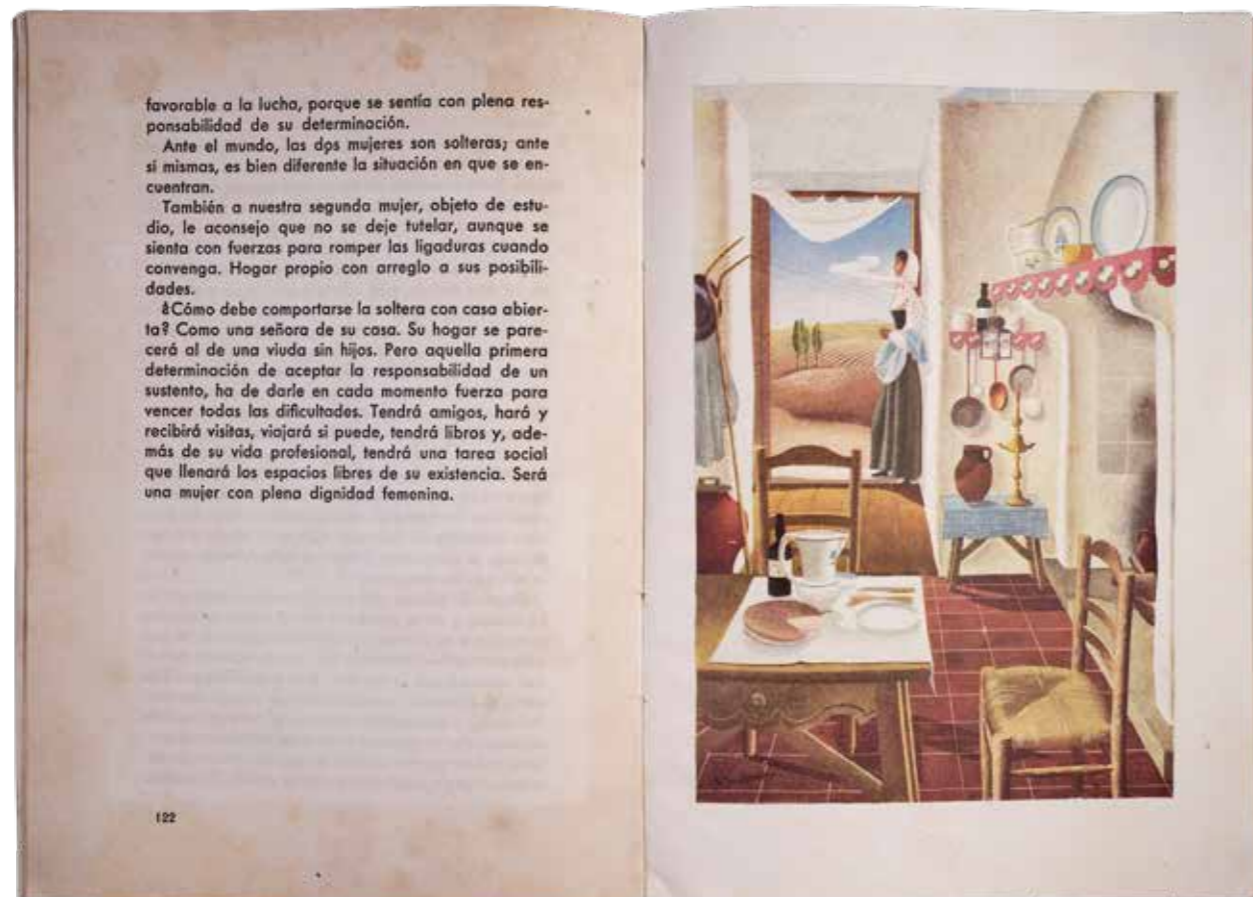 favorable a la lucha, porque se sentía con plena res-
ponsabilidad de su determinación.
Ante el mundo, las dos mujeres son solteras; ante
si mismas, es bien diferente la situación en que se en-
cuentran.
También a nuestra segunda mujer, objeto de estu-
dio, le aconsejo que no se deje tutelar, aunque se
sienta con fuerzas para romper las ligaduras cuando
convenga. Hogar propio con arreglo a sus posibili-
dades.
¿Cómo debe comportarse la soltera con casa abier-
ta? Como una señora de su casa. Su hogar se pare-
cerá al de una viuda sin hijos. Pero aquella primera
determinación de aceptar la responsabilidad de un
sustento, ha de darle en cada momento fuerza para
vencer todas las dificultades. Tendrá amigos, hará y
recibirá visitas, viajará si puede, tendrá libros y, ade-
más de su vida profesional, tendrá una tarea social
que llenará los espacios libres de su existencia. Será
una mujer con plena dignidad femenina.
122